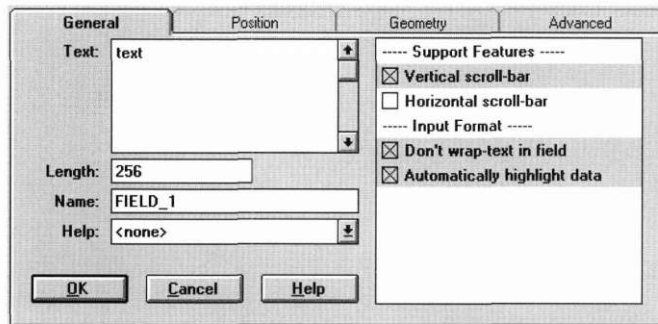 General Position Geometry Advanced
Text: text
Length: 256
Name: FIELD_1
Help: <none>
OK Cancel Help
----- Support Features -----
Vertical scroll-bar
Horizontal scroll-bar
----- Input Format -----
Don't wrap-text in field
Automatically highlight data